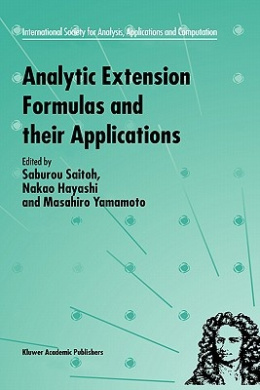 International Society for Analysis, Applications and Computation
Analytic Extension
Formulas and
their Applications
Edited by
Saburou Saitoh,
Nakao Hayashi
and Masahiro Yamamoto
Kluwer Academic Publishers